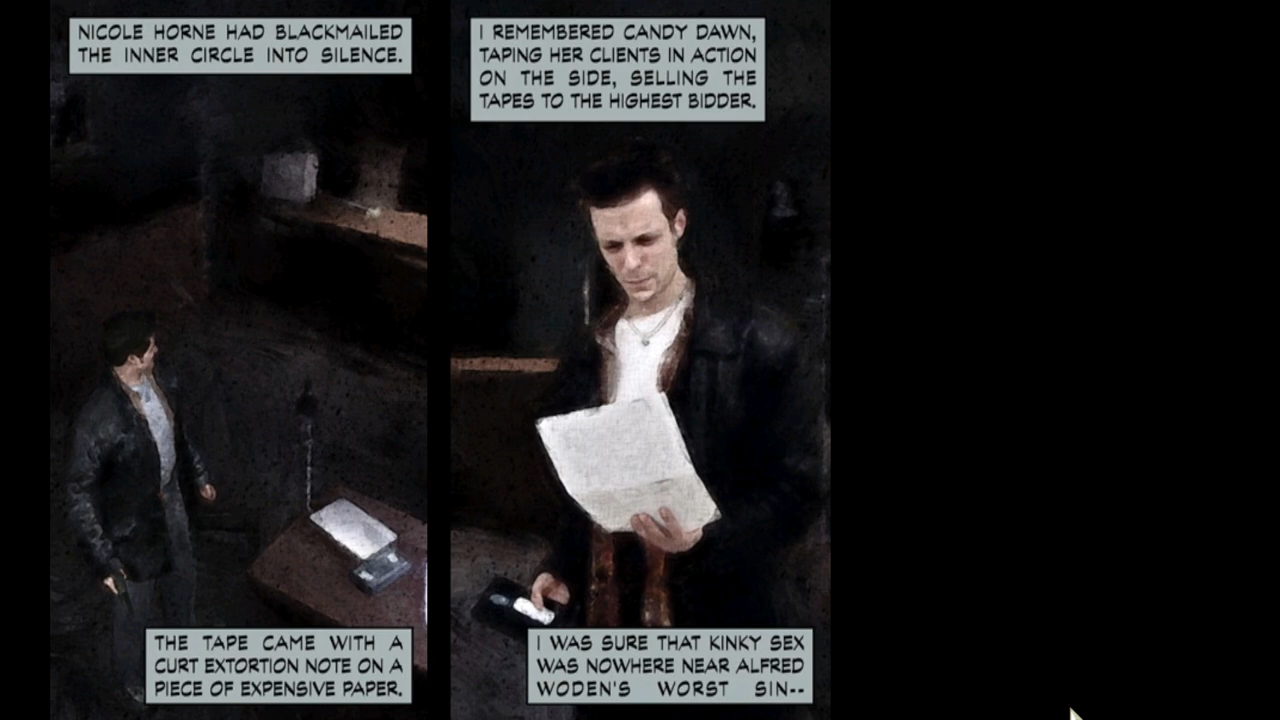 NICOLE HORNE HAD BLACKMAILED
THE INNER CIRCLE INTO SILENCE.
THE TAPE CAME WITH A
CURT EXTORTION NOTE ON A
PIECE OF EXPENSIVE PAPER.
I REMEMBERED CANDY DAWN,
TAPING HER CLIENTS IN ACTION
ON THE SIDE, SELLING THE
TAPES TO THE HIGHEST BIDDER.
I WAS SURE THAT KINKY SEX
WAS NOWHERE NEAR ALFRED
WODEN'S WORST SIN--